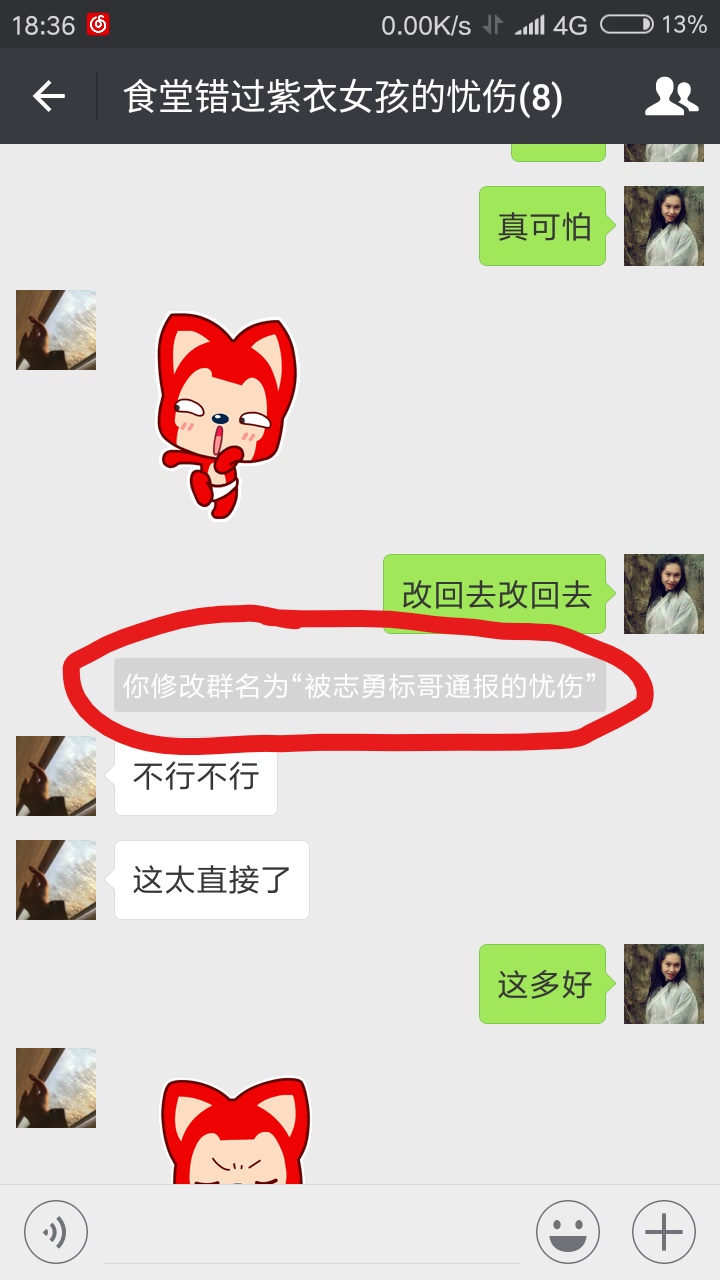 18:36 0.00K/s 4G 13%
食堂错过紫衣女孩的忧伤(8)
真可怕
改回去改回去
你修改群名为“被志勇标哥通报的忧伤”
不行不行
这太直接了
这多好